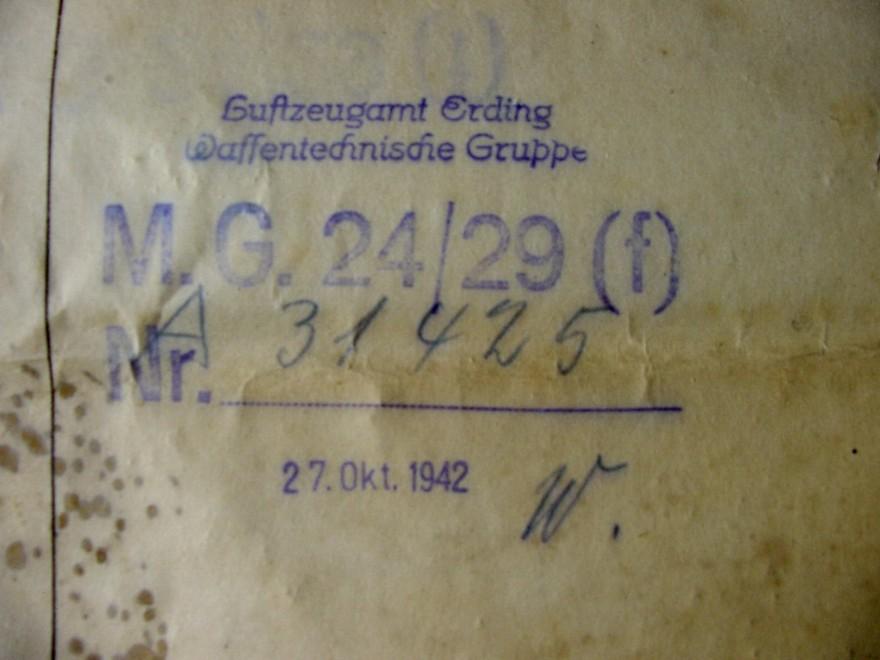 Luftzeugamt Erding
Waffentechnische Gruppe
M.G. 24/29 (f)
Nr. A 31425
27. Okt. 1942
W.